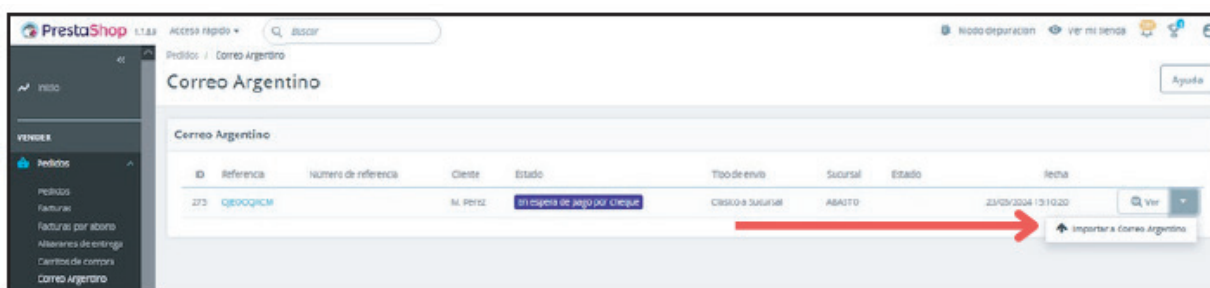 PrestaShop Acceso rápido Buscar Modo depuración Ver mi tienda
Pedidos / Correo Argentino
Correo Argentino
Ayuda
Inicio
VENDER
Correo Argentino
Pedidos
ID Referencia Número de referencia Cliente Estado Tipo de envío Sucursal Estado Fecha
Pedidos
275 M. Perez En espera de pago por cheque Clásico a Sucursal ABASTO 23/05/2024 15:10:20 Ver
Facturas
Facturas por abono
Importar a Correo Argentino
Albaranes de entrega
Carritos de compra
Correo Argentino